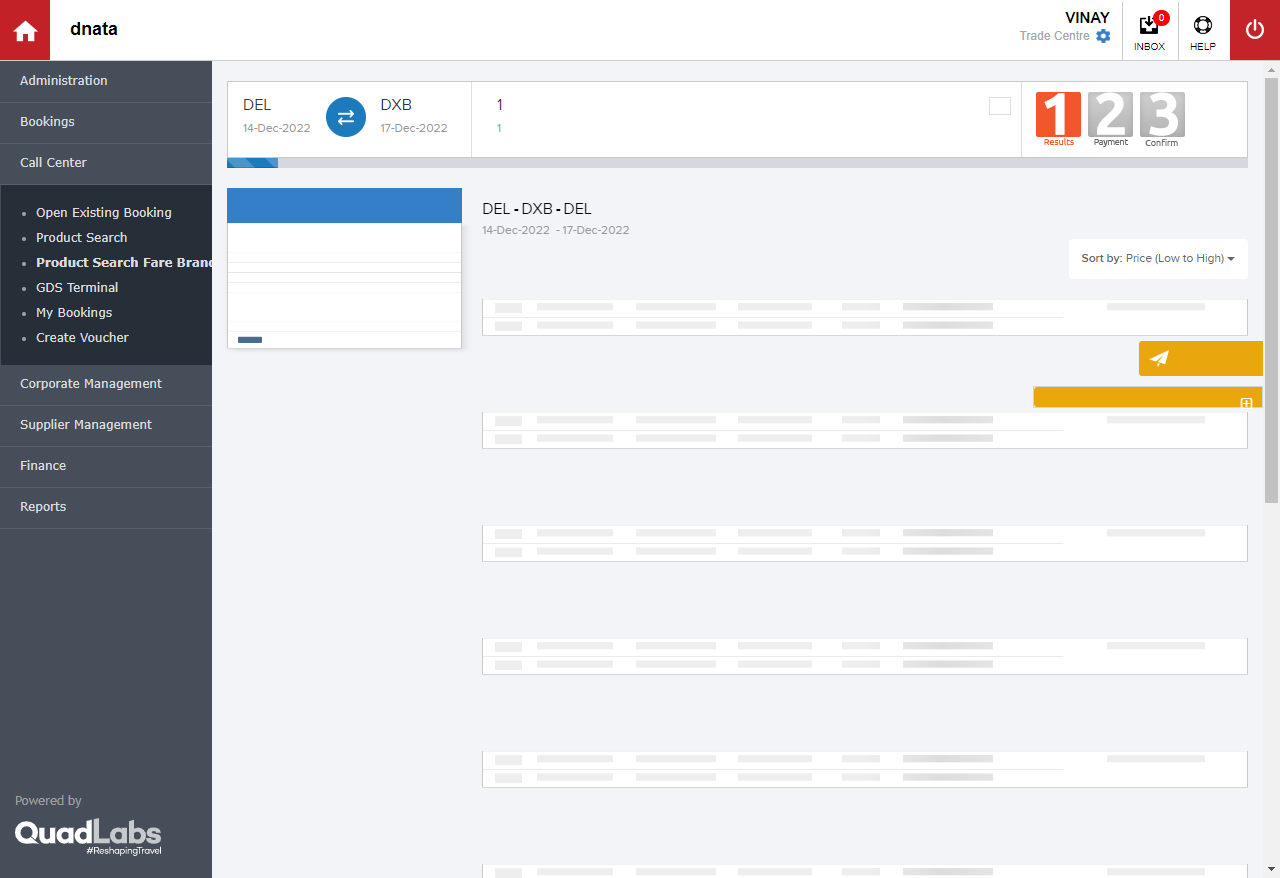 dnata
VINAY
Trade Centre
0
INBOX
HELP
Administration
Bookings
Call Center
Open Existing Booking
Product Search
Product Search Fare Brand
GDS Terminal
My Bookings
Create Voucher
Corporate Management
Supplier Management
Finance
Reports
Powered by
QuadLabs
#ReshapingTravel
DEL
14-Dec-2022
DXB
17-Dec-2022
1
1
1 2 3
Results Payment Confirm
DEL - DXB - DEL
14-Dec-2022 - 17-Dec-2022
Sort by: Price (Low to High)